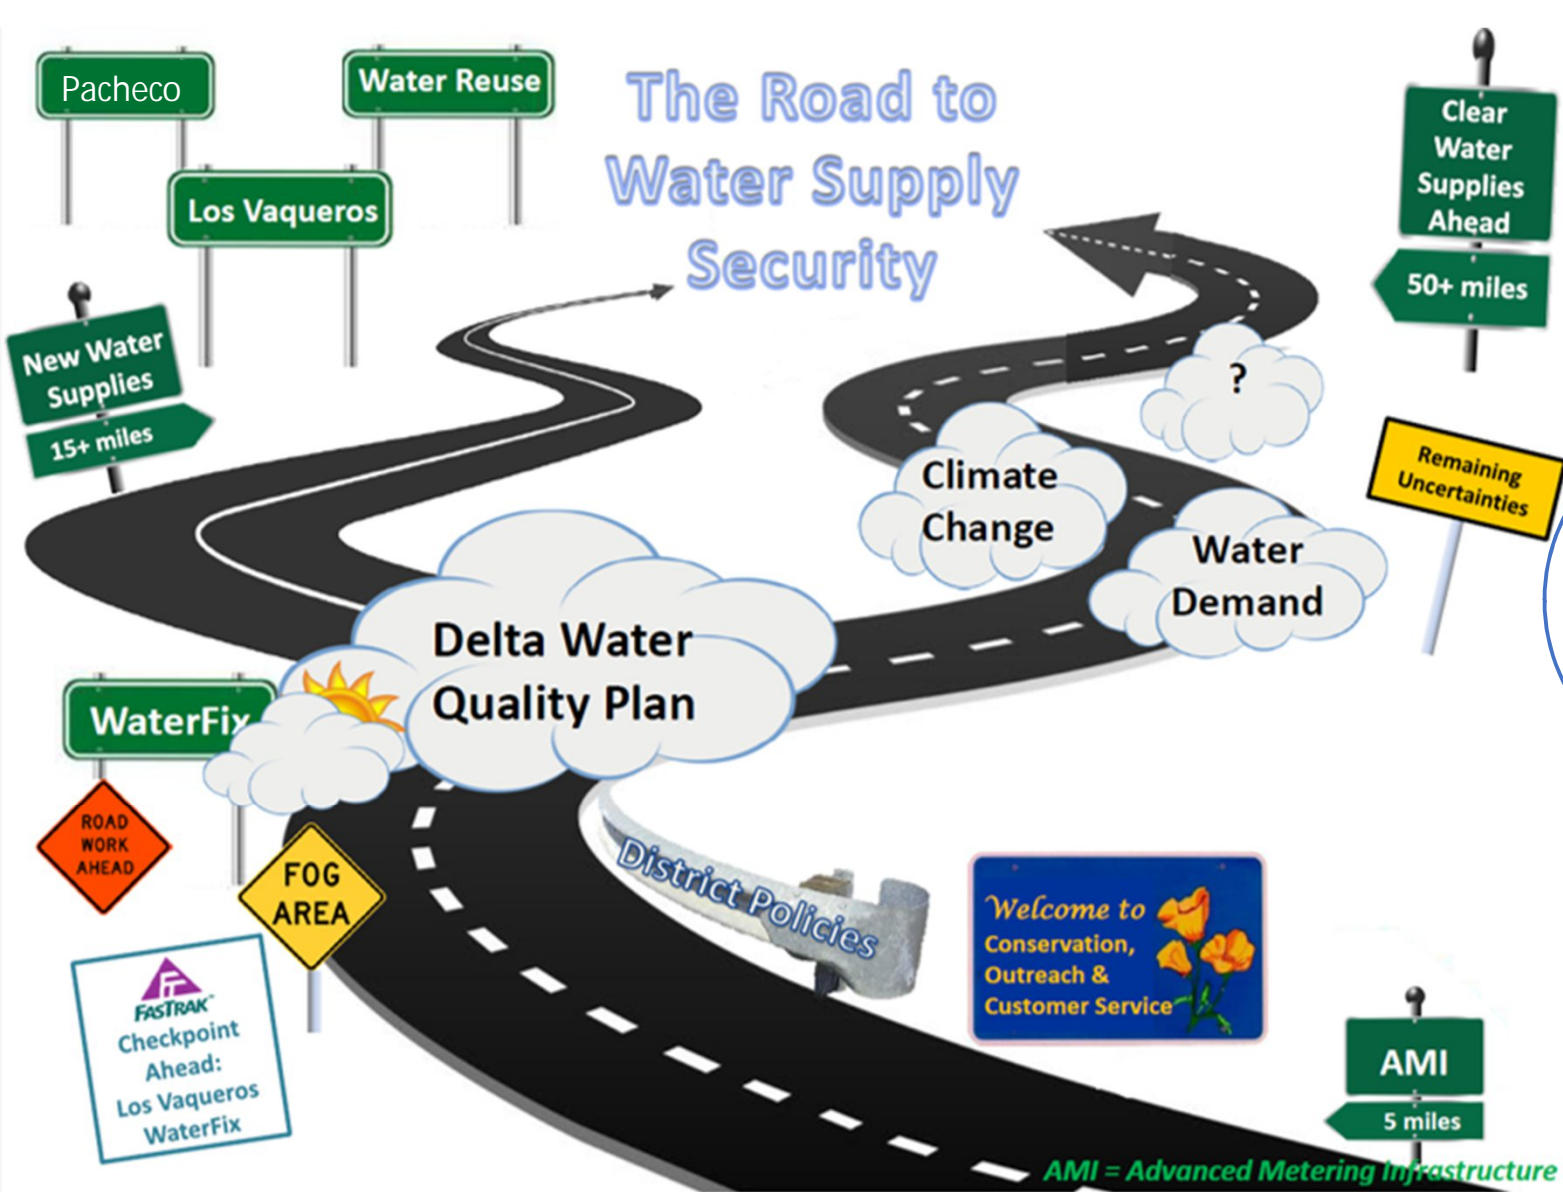 The Road to
Water Supply
Security
Pacheco
Water Reuse
Los Vaqueros
New Water
Supplies
15+ miles
Clear
Water
Supplies
Ahead
50+ miles
?
Climate
Change
Water
Demand
Remaining
Uncertainties
Delta Water
Quality Plan
WaterFix
ROAD
WORK
AHEAD
FOG
AREA
District Policies
FASTRAK™
Checkpoint
Ahead:
Los Vaqueros
WaterFix
Welcome to
Conservation,
Outreach &
Customer Service
AMI
5 miles
AMI = Advanced Metering Infrastructure